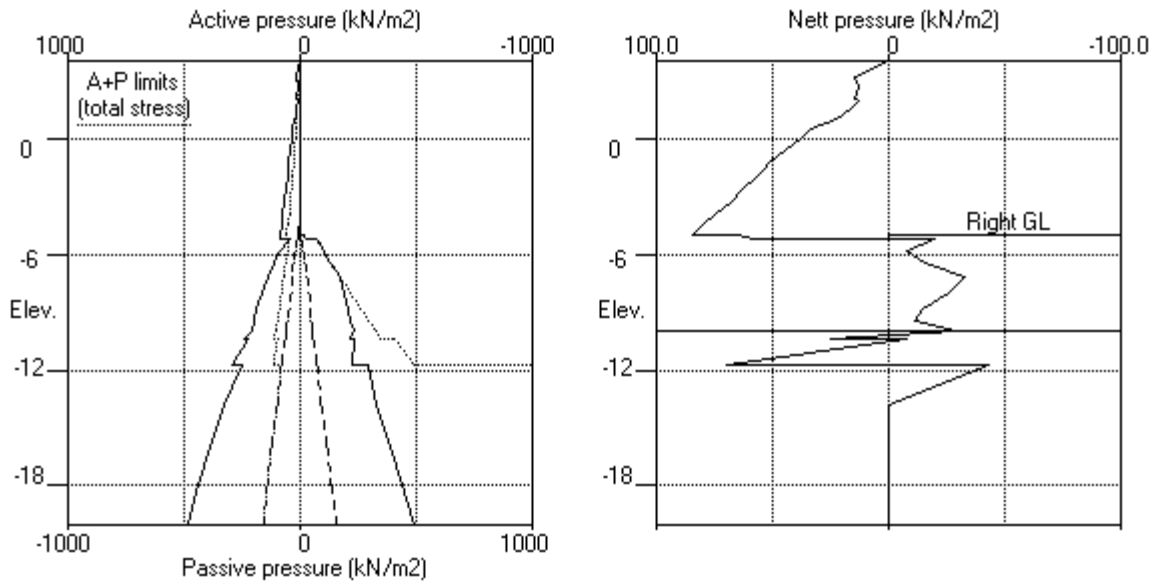 Active pressure (kN/m2)
1000 0 -1000
A+P limits
(total stress)
0
-6
Elev.
-12
-18
-1000 0 1000
Passive pressure (kN/m2)
Nett pressure (kN/m2)
100.0 0 -100.0
0
Right GL
-6
Elev.
-12
-18